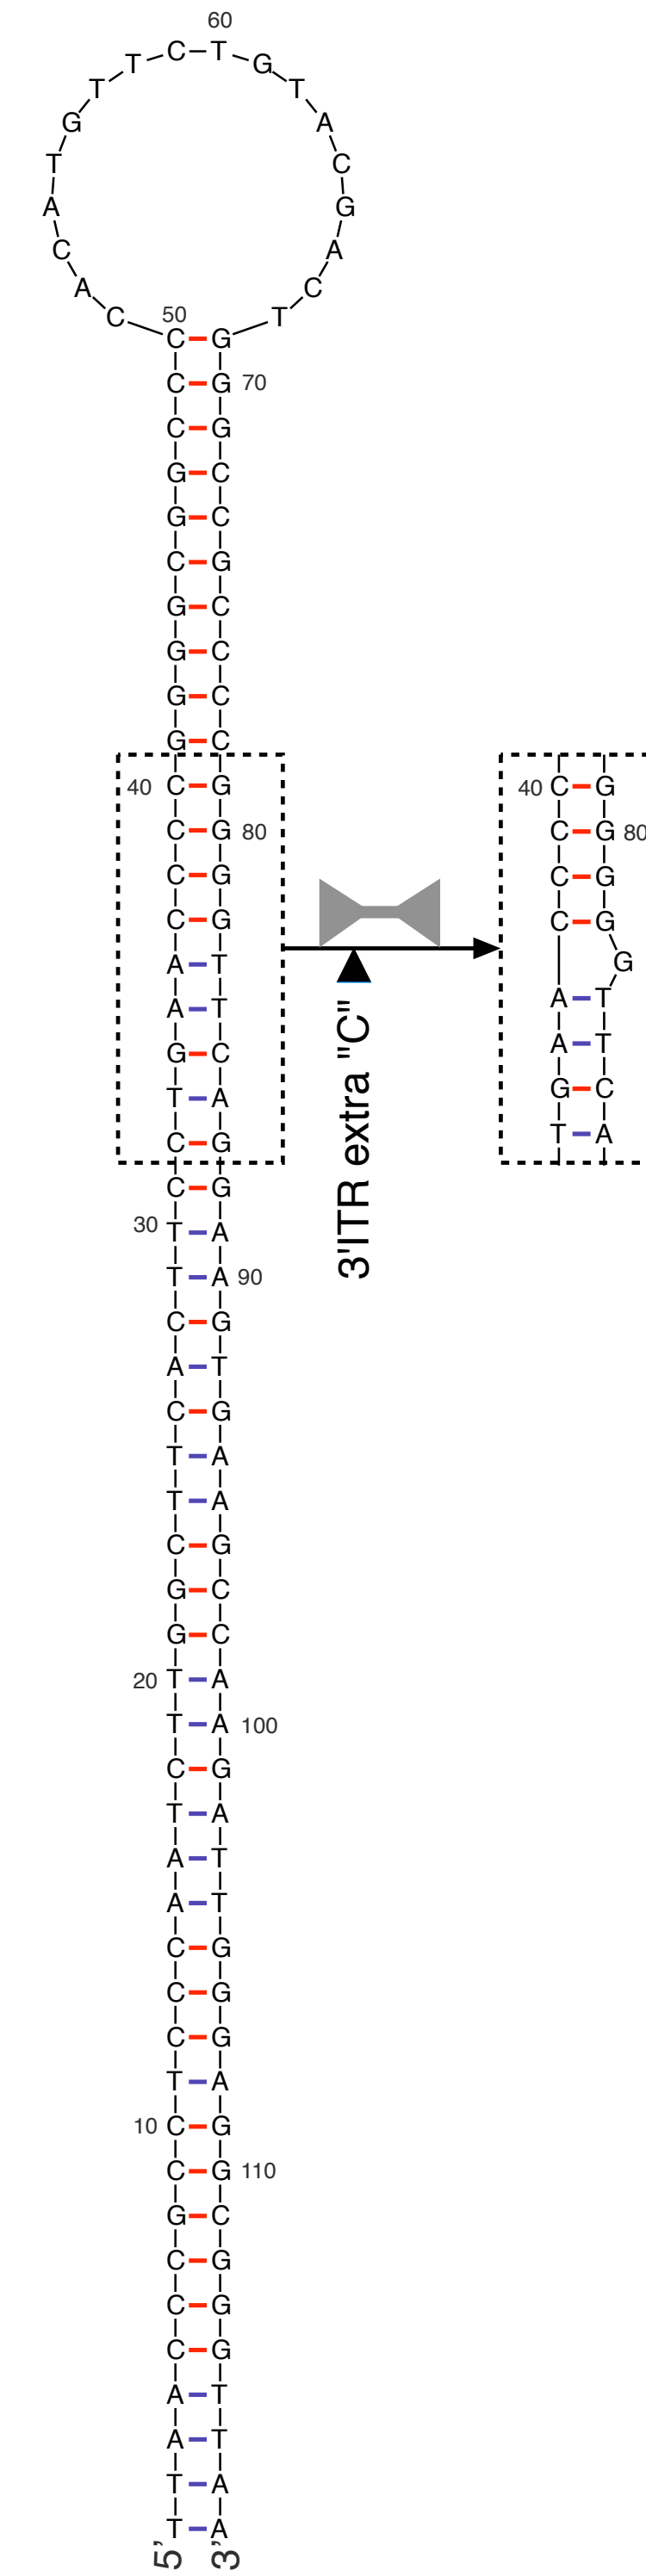 60
C T
T G
T T
G A
T C
A G
C A
A C
C 50 T
C G
C G 70
C G
G C
G C
C G
G C
G C
G C
G C
40 C G 40 C G
C G 80 C G 80
C G C G
C G C G
A T G
A T A T
G C A T
T A G C
C G T A
3'ITR extra "C"
C G
30 T A
T A 90
C G
A T
C G
T A
T A
C G
G C
G C
20 T A
T A 100
C G
T A
A T
A T
C G
C G
C G
T A
10 C G
C G 110
G C
C G
C G
C G
A T
A T
T A
T A
5' 3'